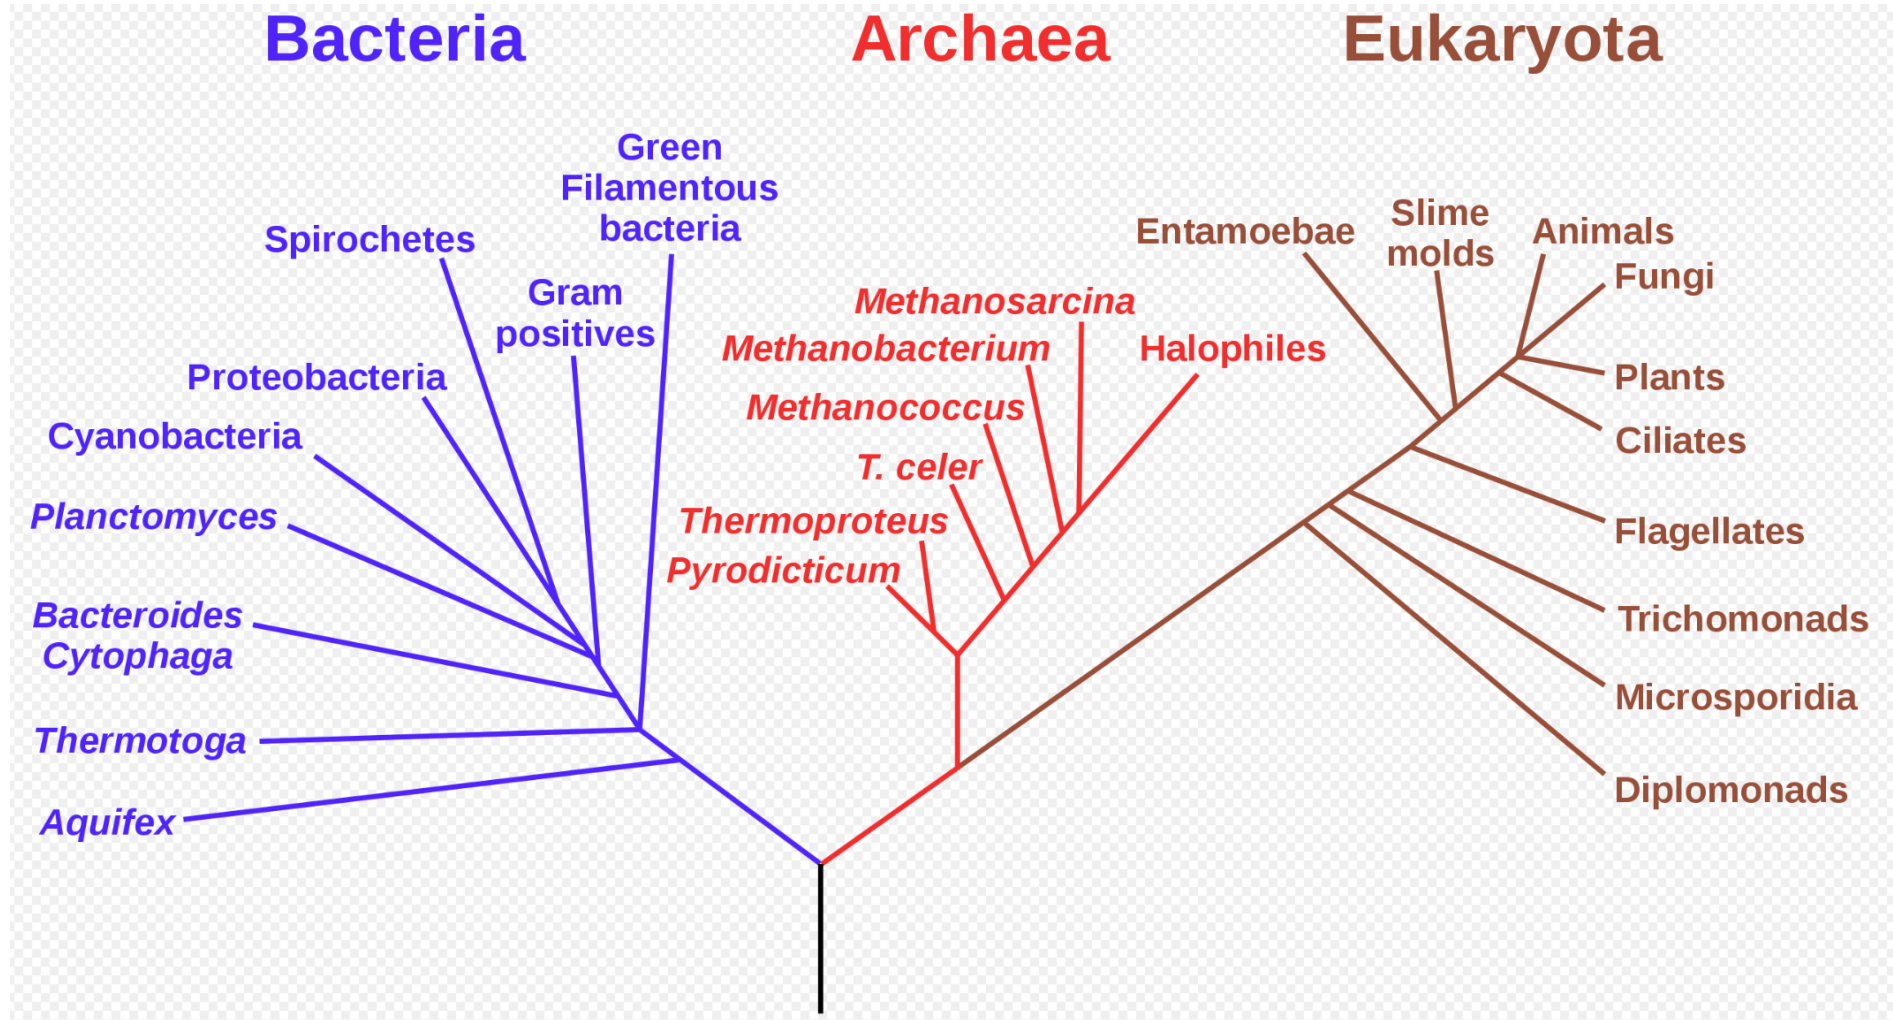 Bacteria
Archaea
Eukaryota
Green
Filamentous
bacteria
Spirochetes
Gram
positives
Proteobacteria
Cyanobacteria
Planctomyces
Bacteroides
Cytophaga
Thermotoga
Aquifex
Methanosarcina
Methanobacterium
Halophiles
Methanococcus
T. celer
Thermoproteus
Pyrodicticum
Entamoebae
Slime
molds
Animals
Fungi
Plants
Ciliates
Flagellates
Trichomonads
Microsporidia
Diplomonads